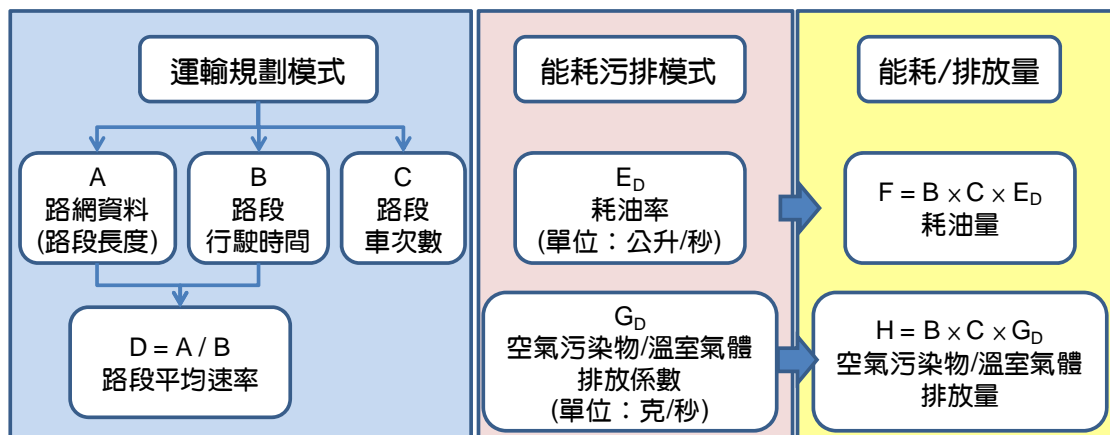 運輸規劃模式
A
路網資料
(路段長度)
B
路段
行駛時間
C
路段
車次數
D = A / B
路段平均速率
能耗污排模式
E_D
耗油率
(單位：公升/秒)
G_D
空氣污染物/溫室氣體
排放係數
(單位：克/秒)
能耗/排放量
F = B × C × E_D
耗油量
H = B × C × G_D
空氣污染物/溫室氣體
排放量